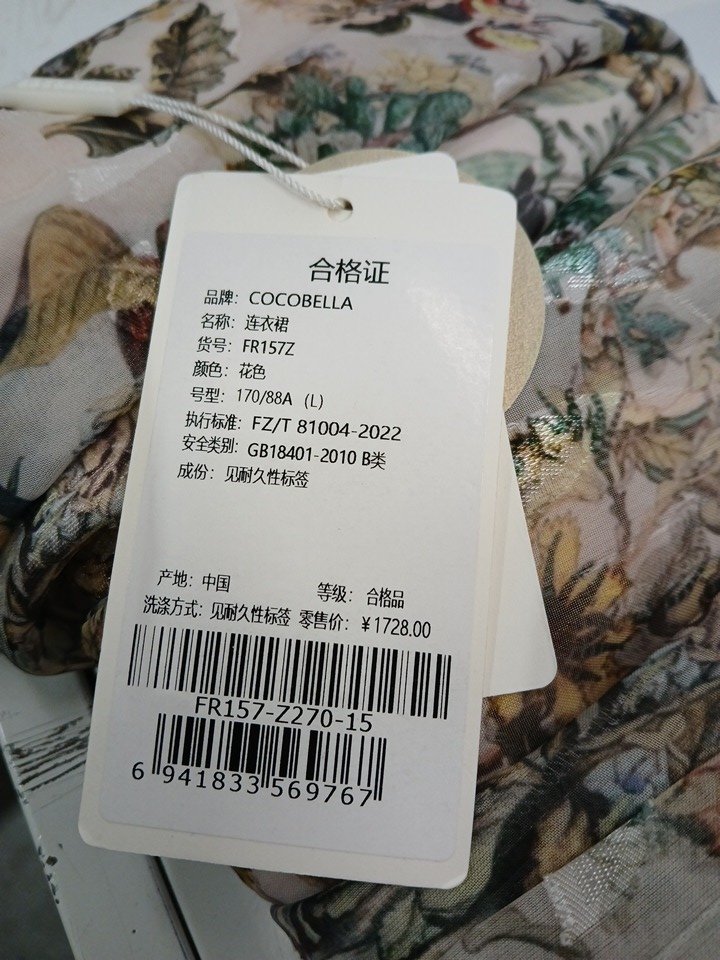 合格证
品牌：COCOBELLA
名称：连衣裙
货号：FR157Z
颜色：花色
号型：170/88A（L）
执行标准：FZ/T 81004-2022
安全类别：GB18401-2010 B类
成份：见耐久性标签
产地：中国 等级：合格品
洗涤方式：见耐久性标签 零售价：¥1728.00
FR157-Z270-15
6 941833 569767